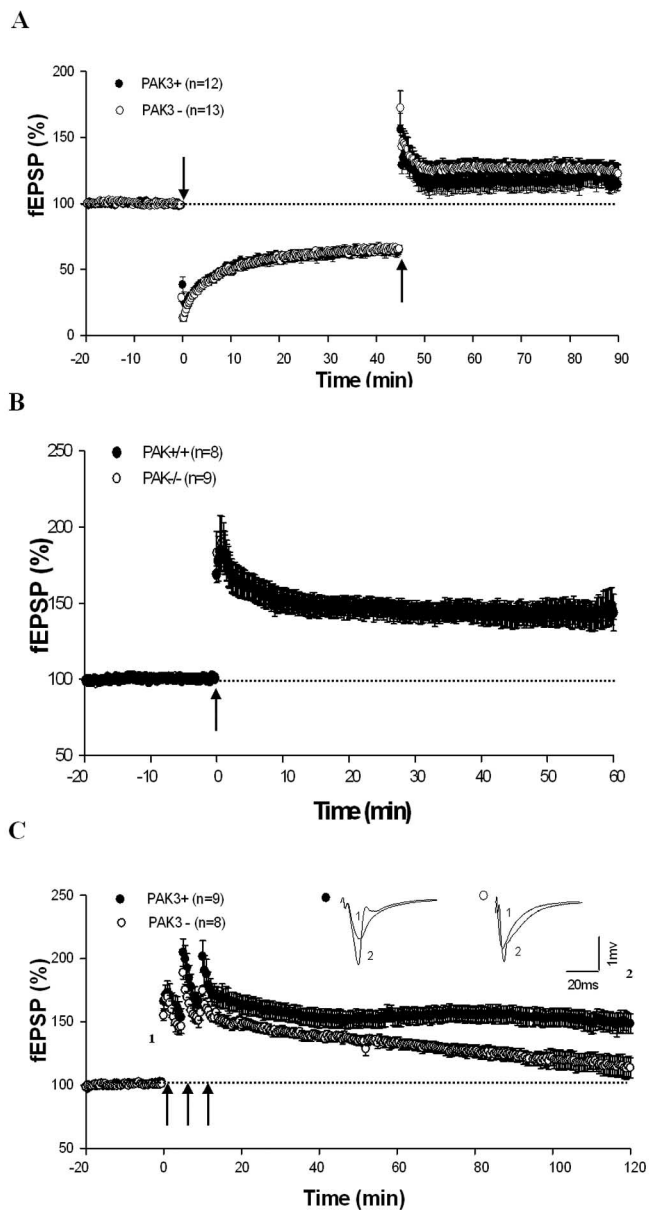 A
200
150
100
50
0
fEPSP (%)
PAK3+ (n=12)
PAK3- (n=13)
-20 -10 0 10 20 30 40 50 60 70 80 90
Time (min)
B
250
200
150
100
50
fEPSP (%)
PAK+/+ (n=8)
PAK-/- (n=9)
-20 -10 0 10 20 30 40 50 60
Time (min)
C
250
200
150
100
50
fEPSP (%)
PAK3+ (n=9)
PAK3- (n=8)
1
2
1
2
1mv
20ms
1
2
-20 0 20 40 60 80 100 120
Time (min)